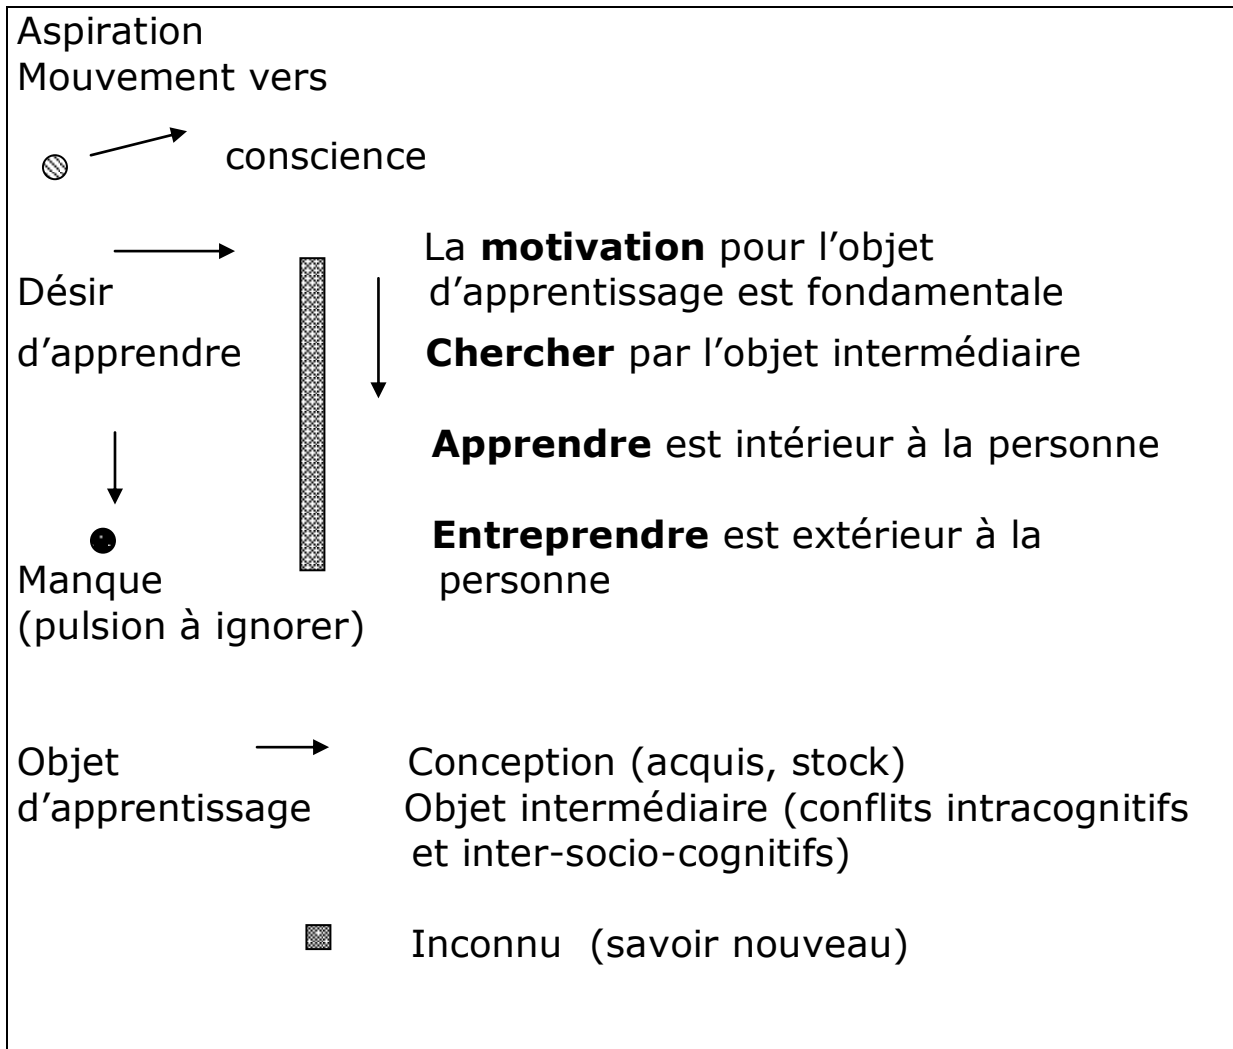 Aspiration
Mouvement vers
conscience
La motivation pour l’objet
Désir
d’apprentissage est fondamentale
d’apprendre
Chercher par l’objet intermédiaire
Apprendre est intérieur à la personne
Entreprendre est extérieur à la
personne
Manque
(pulsion à ignorer)
Objet
d’apprentissage
Conception (acquis, stock)
Objet intermédiaire (conflits intracognitifs
et inter-socio-cognitifs)
Inconnu (savoir nouveau)